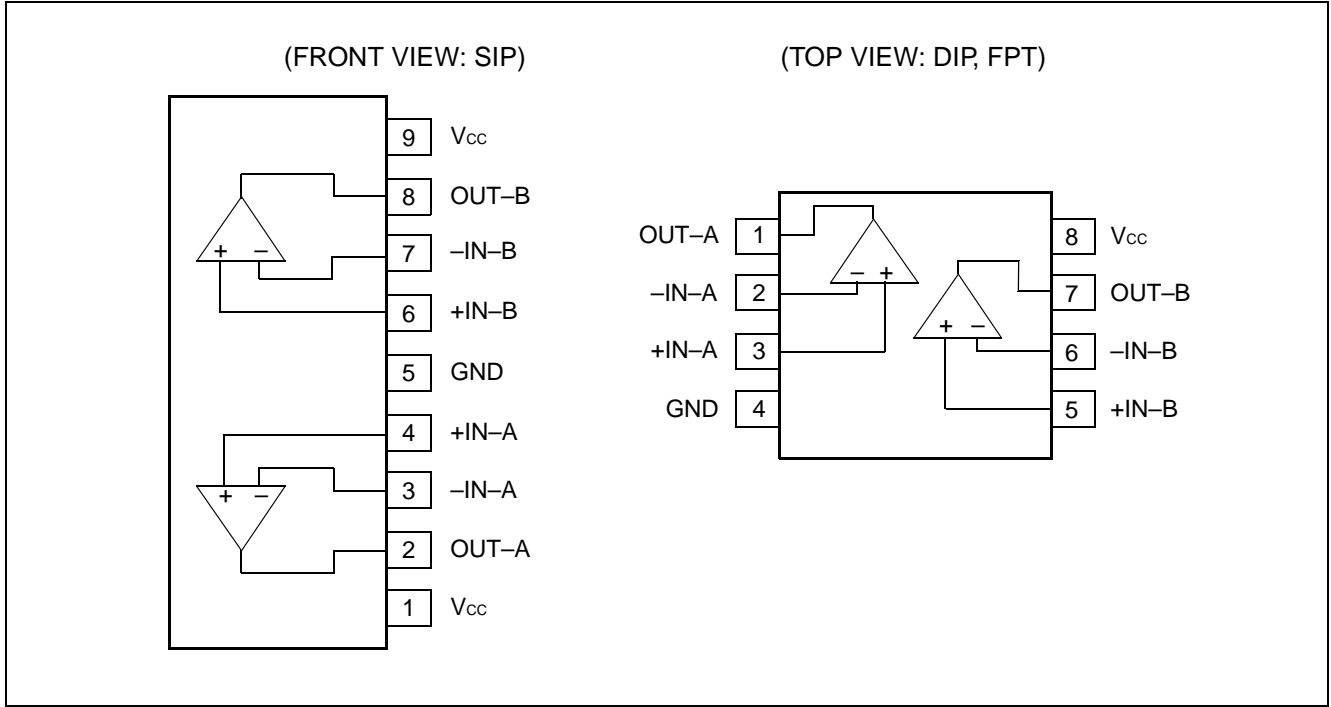 (FRONT VIEW: SIP)
9 Vcc
8 OUT–B
+ –
7 –IN–B
6 +IN–B
5 GND
4 +IN–A
+ –
3 –IN–A
2 OUT–A
1 Vcc
(TOP VIEW: DIP, FPT)
OUT–A 1
8 Vcc
– +
–IN–A 2
7 OUT–B
+ –
+IN–A 3
6 –IN–B
GND 4
5 +IN–B